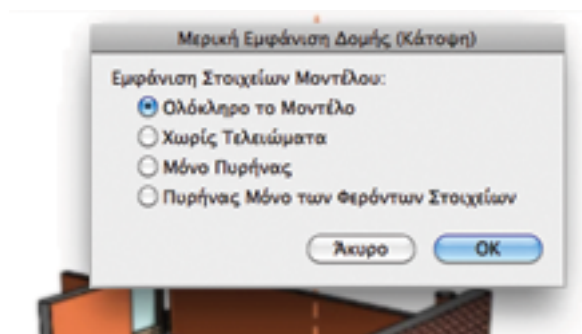 Μερική Εμφάνιση Δομής (Κάτοψη)
Εμφάνιση Στοιχείων Μοντέλου:
Ολόκληρο το Μοντέλο
Χωρίς Τελειώματα
Μόνο Πυρήνας
Πυρήνας Μόνο των Φερόντων Στοιχείων
Άκυρο
OK